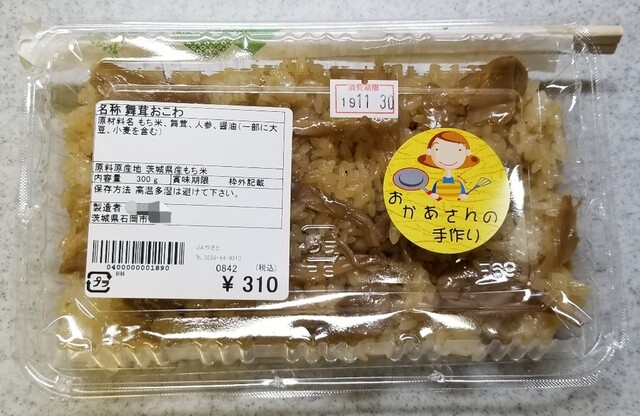 消費期限
19 11 30
名称 舞茸おこわ
原材料名 もち米、舞茸、人参、醤油(一部に大
豆、小麦を含む)
原料原産地 茨城県産もち米
内容量 300g 賞味期限 枠外記載
保存方法 高温多湿は避けて下さい。
製造者
茨城県石岡市
0400000001890
0842 (税込)
プラ
¥ 310
お
かあさんの
手作り